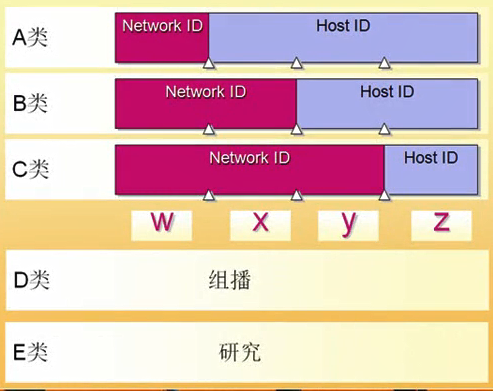 A类 Network ID Host ID
B类 Network ID Host ID
C类 Network ID Host ID
w x y z
D类 组播
E类 研究